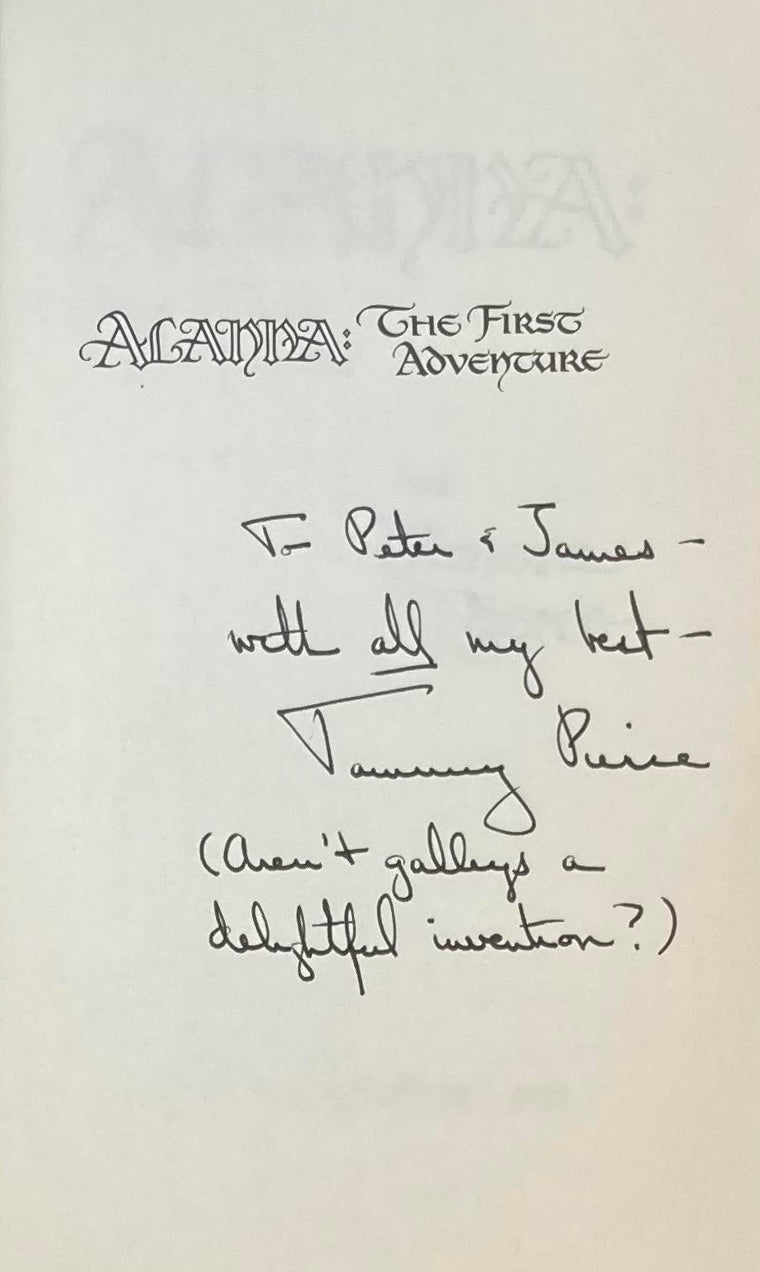 ALANNA: THE FIRST
ADVENTURE
To Peter & James –
with all my best –
Tammy Pierce
(Aren't galleys a
delightful invention?)